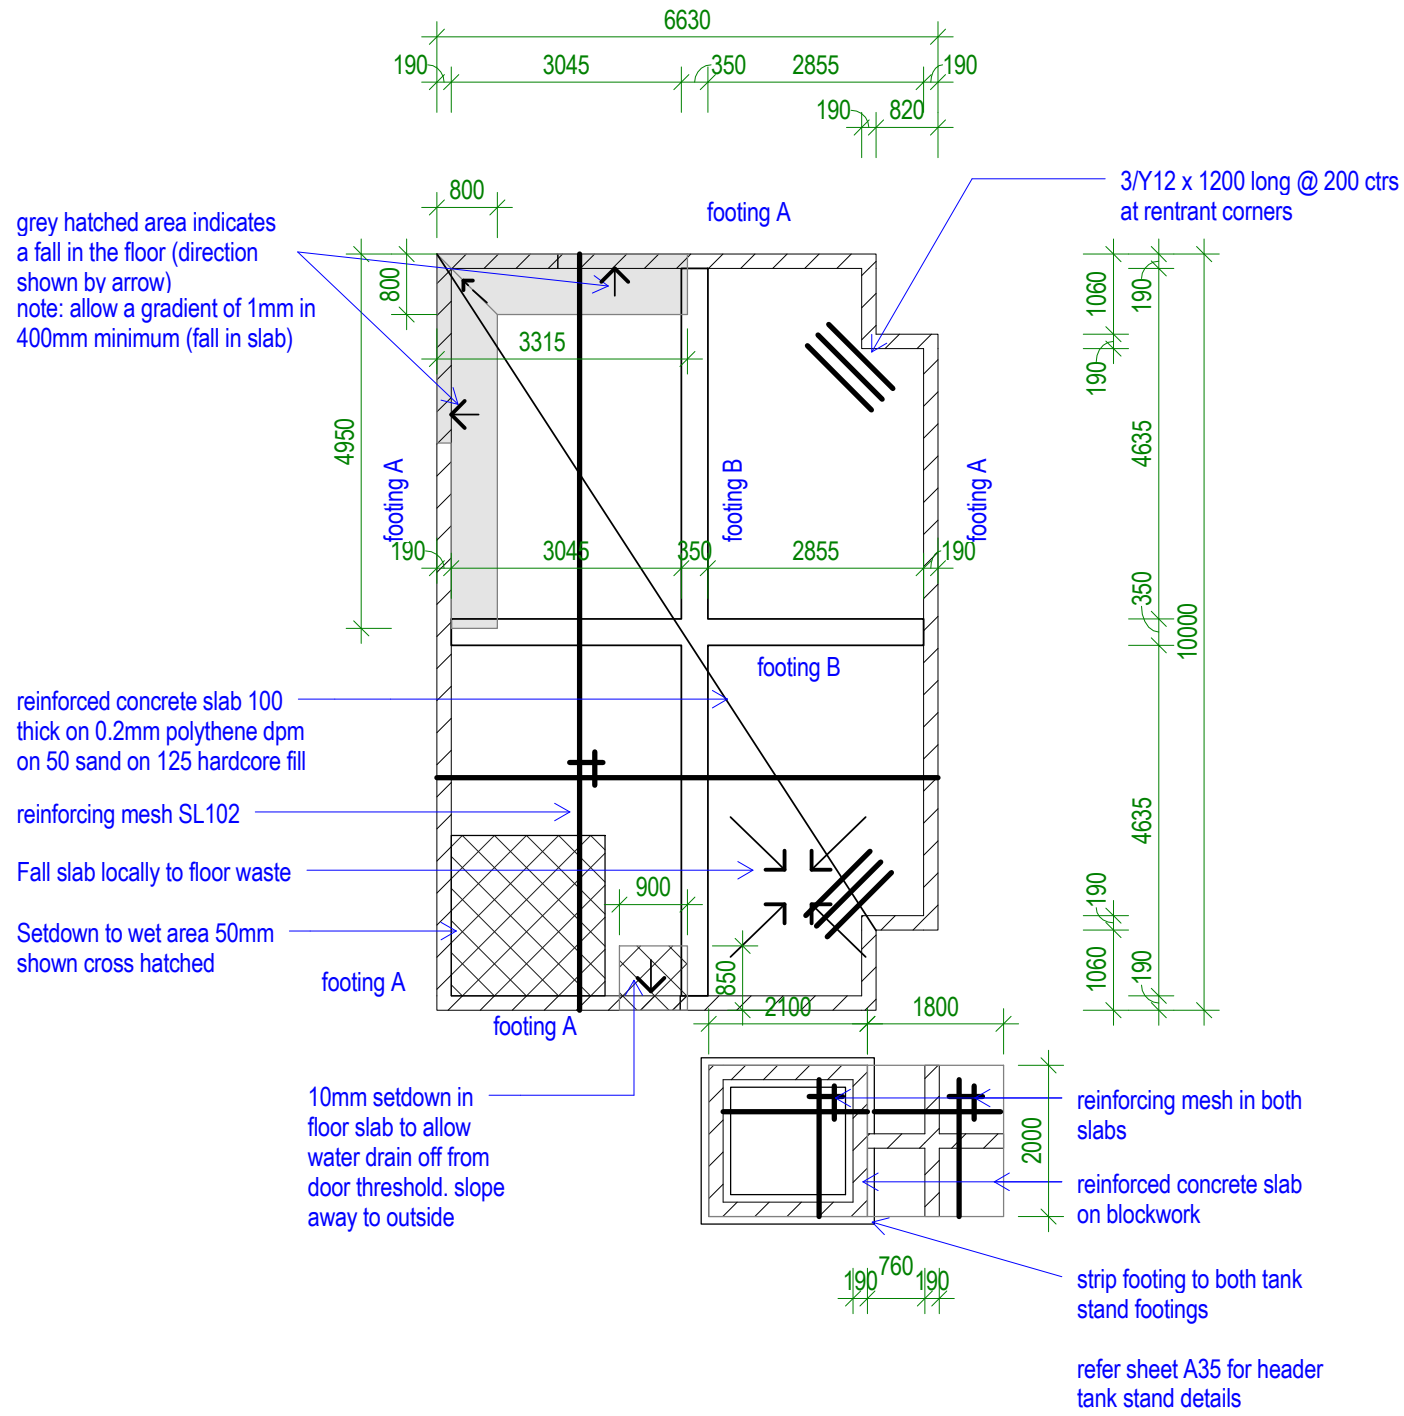 6630
190
3045
350
2855
190
190
820
800
footing A
3/Y12 x 1200 long @ 200 ctrs
at rentrant corners
grey hatched area indicates
a fall in the floor (direction
shown by arrow)
note: allow a gradient of 1mm in
400mm minimum (fall in slab)
800
3315
4950
footing A
footing B
footing A
1060
190
190
4635
350
10000
4635
190
1060
190
190
3045
350
2855
190
footing B
reinforced concrete slab 100
thick on 0.2mm polythene dpm
on 50 sand on 125 hardcore fill
reinforcing mesh SL102
Fall slab locally to floor waste
Setdown to wet area 50mm
shown cross hatched
900
850
footing A
footing A
2100
1800
10mm setdown in
floor slab to allow
water drain off from
door threshold. slope
away to outside
2000
reinforcing mesh in both
slabs
reinforced concrete slab
on blockwork
190
760
190
strip footing to both tank
stand footings
refer sheet A35 for header
tank stand details